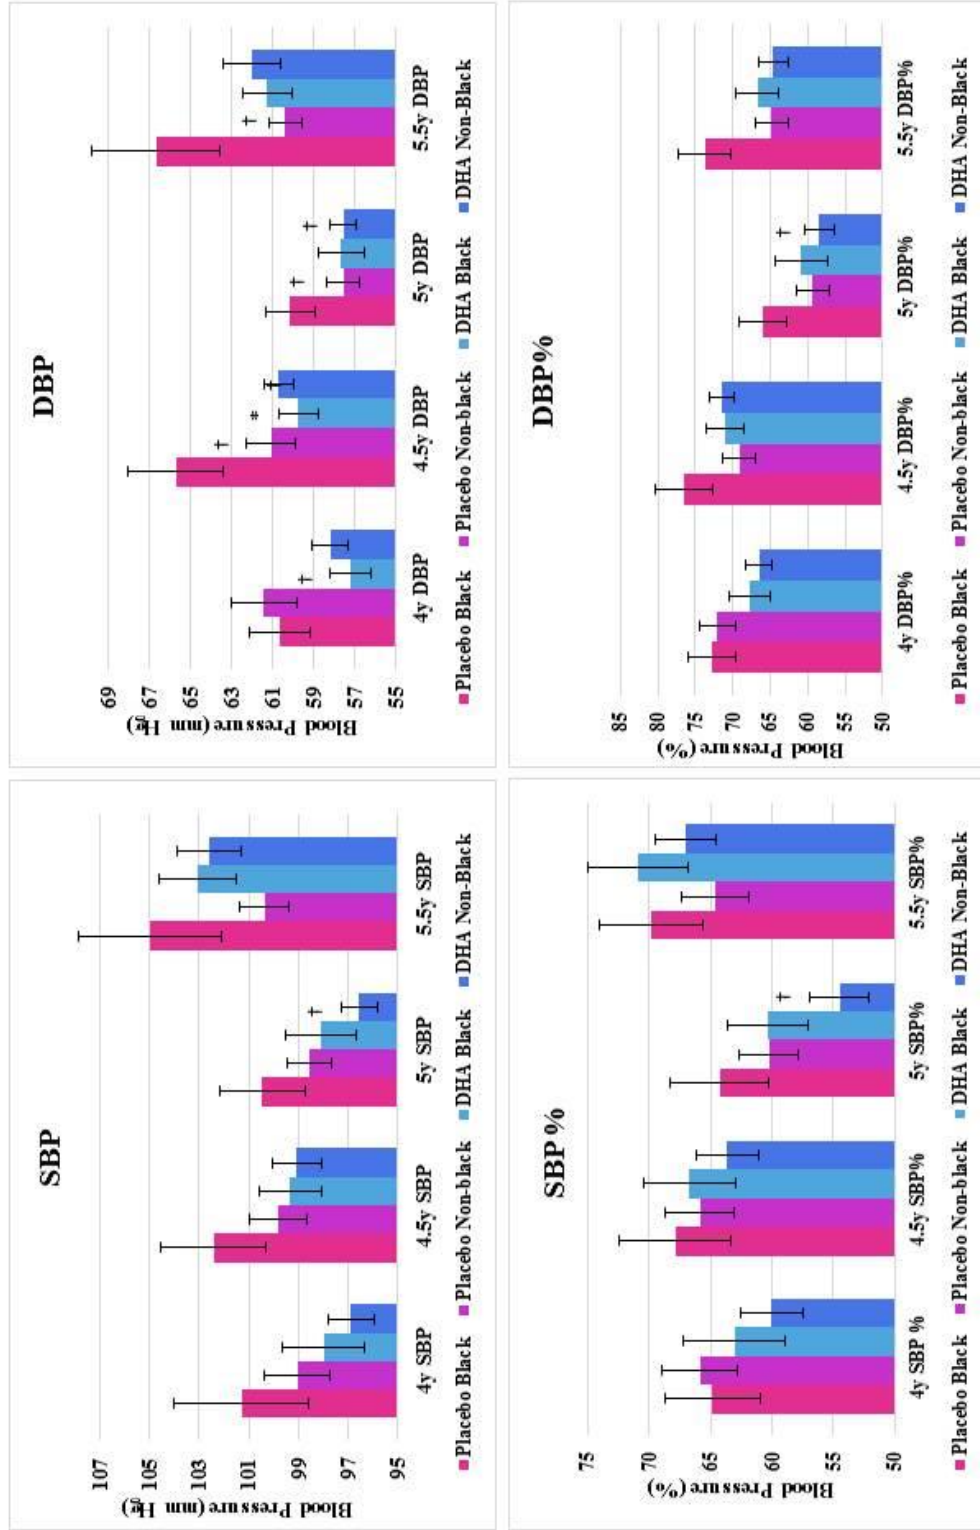 SBP
Blood Pressure (mm Hg)
107
105
103
101
99
97
95
4y SBP 4.5y SBP 5y SBP 5.5y SBP
†
Placebo Black Placebo Non-black DHA Black DHA Non-Black
DBP
Blood Pressure (mm Hg)
69
67
65
63
61
59
57
55
4y DBP 4.5y DBP 5y DBP 5.5y DBP
† † * † † † †
Placebo Black Placebo Non-black DHA Black DHA Non-Black
SBP %
Blood Pressure (%)
75
70
65
60
55
50
4y SBP % 4.5y SBP% 5y SBP% 5.5y SBP%
†
Placebo Black Placebo Non-black DHA Black DHA Non-Black
DBP%
Blood Pressure (%)
85
80
75
70
65
60
55
50
4y DBP% 4.5y DBP% 5y DBP% 5.5y DBP%
†
Placebo Black Placebo Non-black DHA Black DHA Non-Black